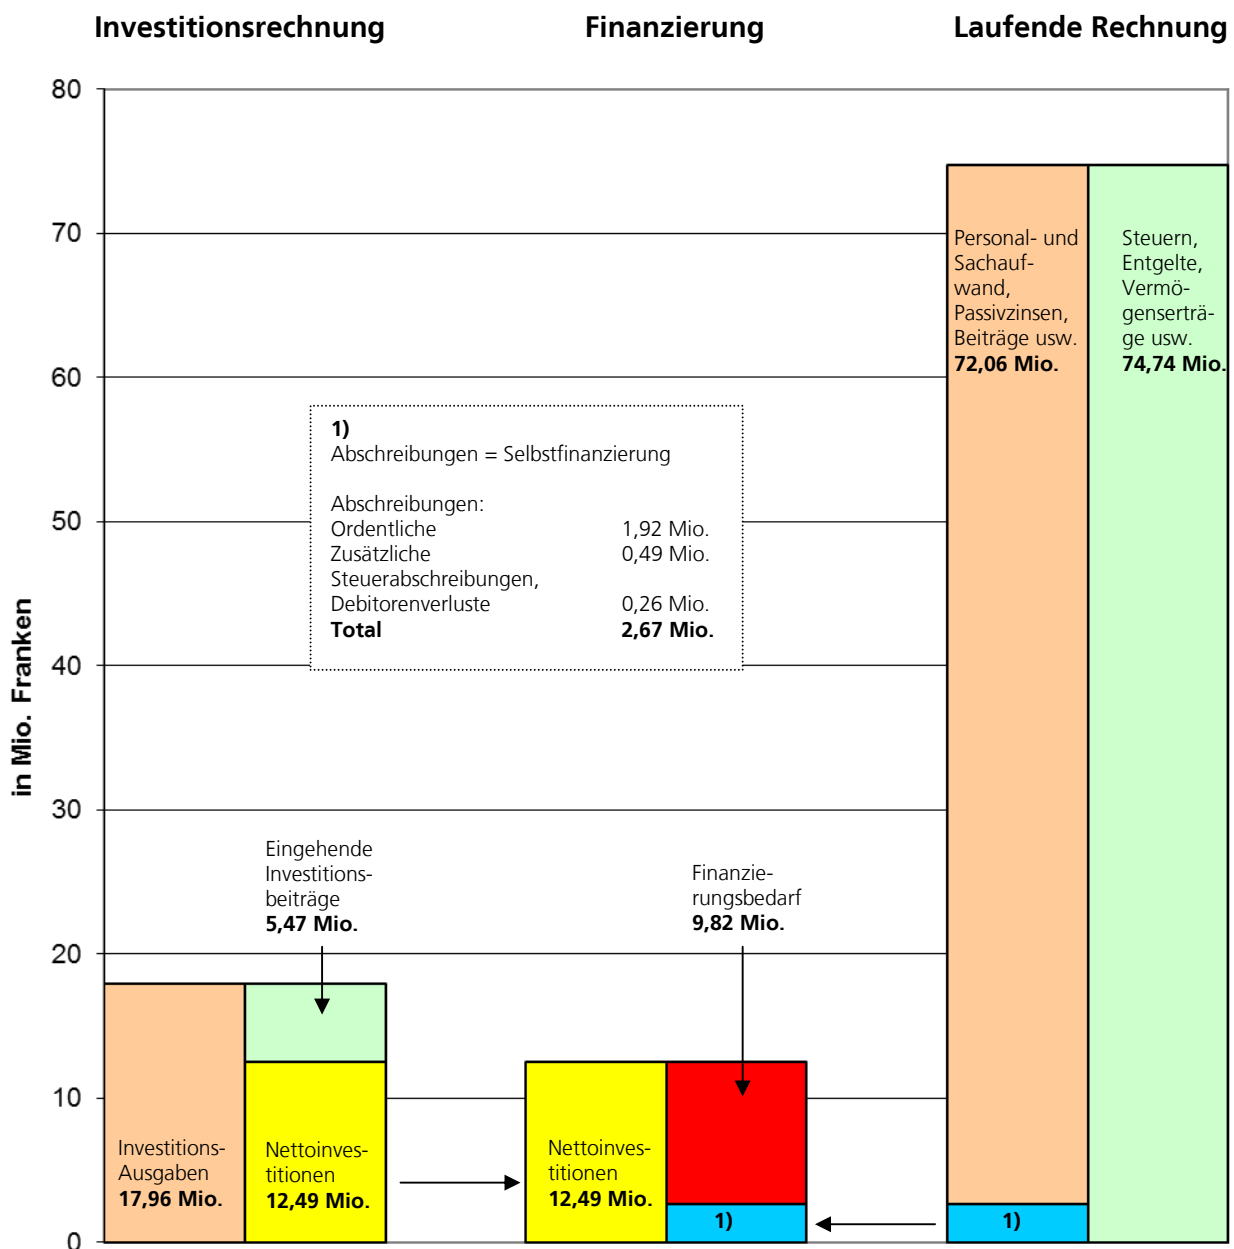 Investitionsrechnung Finanzierung Laufende Rechnung
in Mio. Franken
80
70
60
50
40
30
20
10
0
Personal- und
Sachauf-
wand,
Passivzinsen,
Beiträge usw.
72,06 Mio.
Steuern,
Entgelte,
Vermö-
genserträ-
ge usw.
74,74 Mio.
1)
Abschreibungen = Selbstfinanzierung
Abschreibungen:
Ordentliche 1,92 Mio.
Zusätzliche 0,49 Mio.
Steuerabschreibungen,
Debitorenverluste 0,26 Mio.
Total 2,67 Mio.
Eingehende
Investitions-
beiträge
5,47 Mio.
Finanzie-
rungsbedarf
9,82 Mio.
Investitions-
Ausgaben
17,96 Mio.
Nettoinves-
titionen
12,49 Mio.
Nettoinves-
titionen
12,49 Mio.
1)
1)